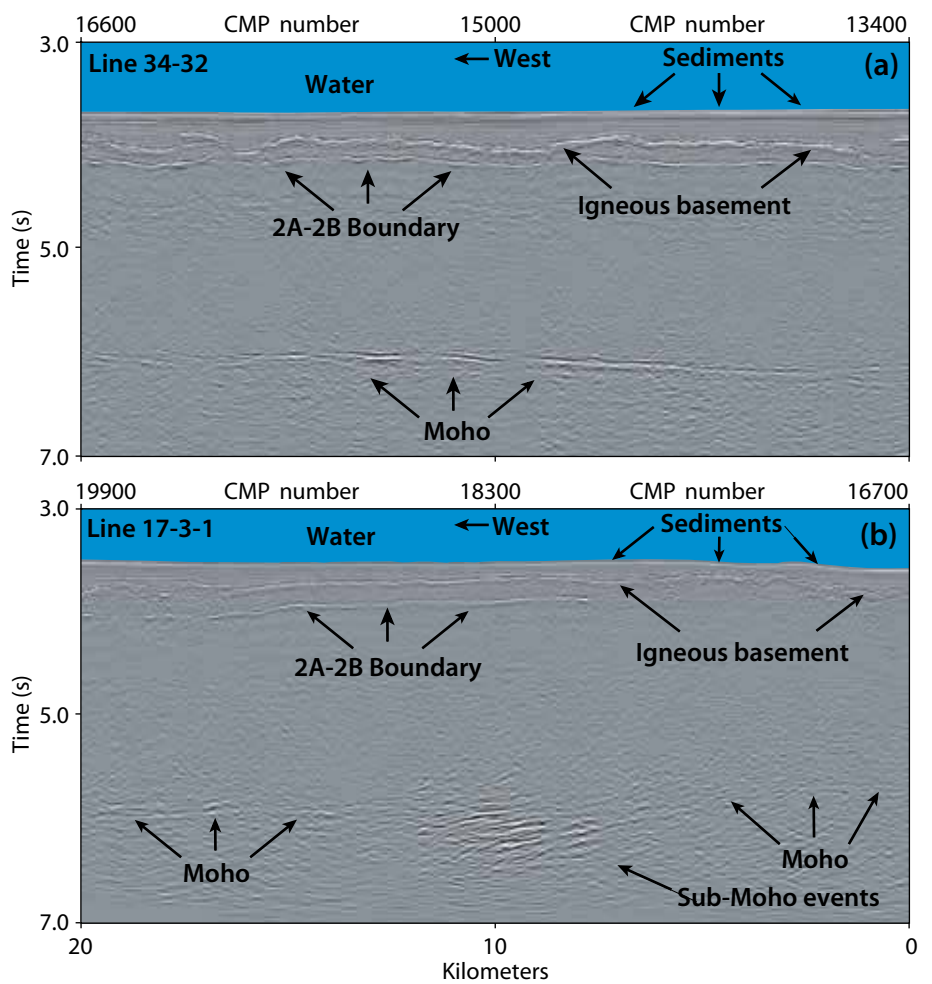 16600 CMP number 15000 CMP number 13400
3.0
Line 34-32
West
Sediments
(a)
Water
Igneous basement
2A-2B Boundary
5.0
Time (s)
Moho
7.0
19900 CMP number 18300 CMP number 16700
3.0
Line 17-3-1
Water
West
Sediments
(b)
2A-2B Boundary
Igneous basement
5.0
Time (s)
Moho
Moho
Sub-Moho events
7.0
20 10 0
Kilometers